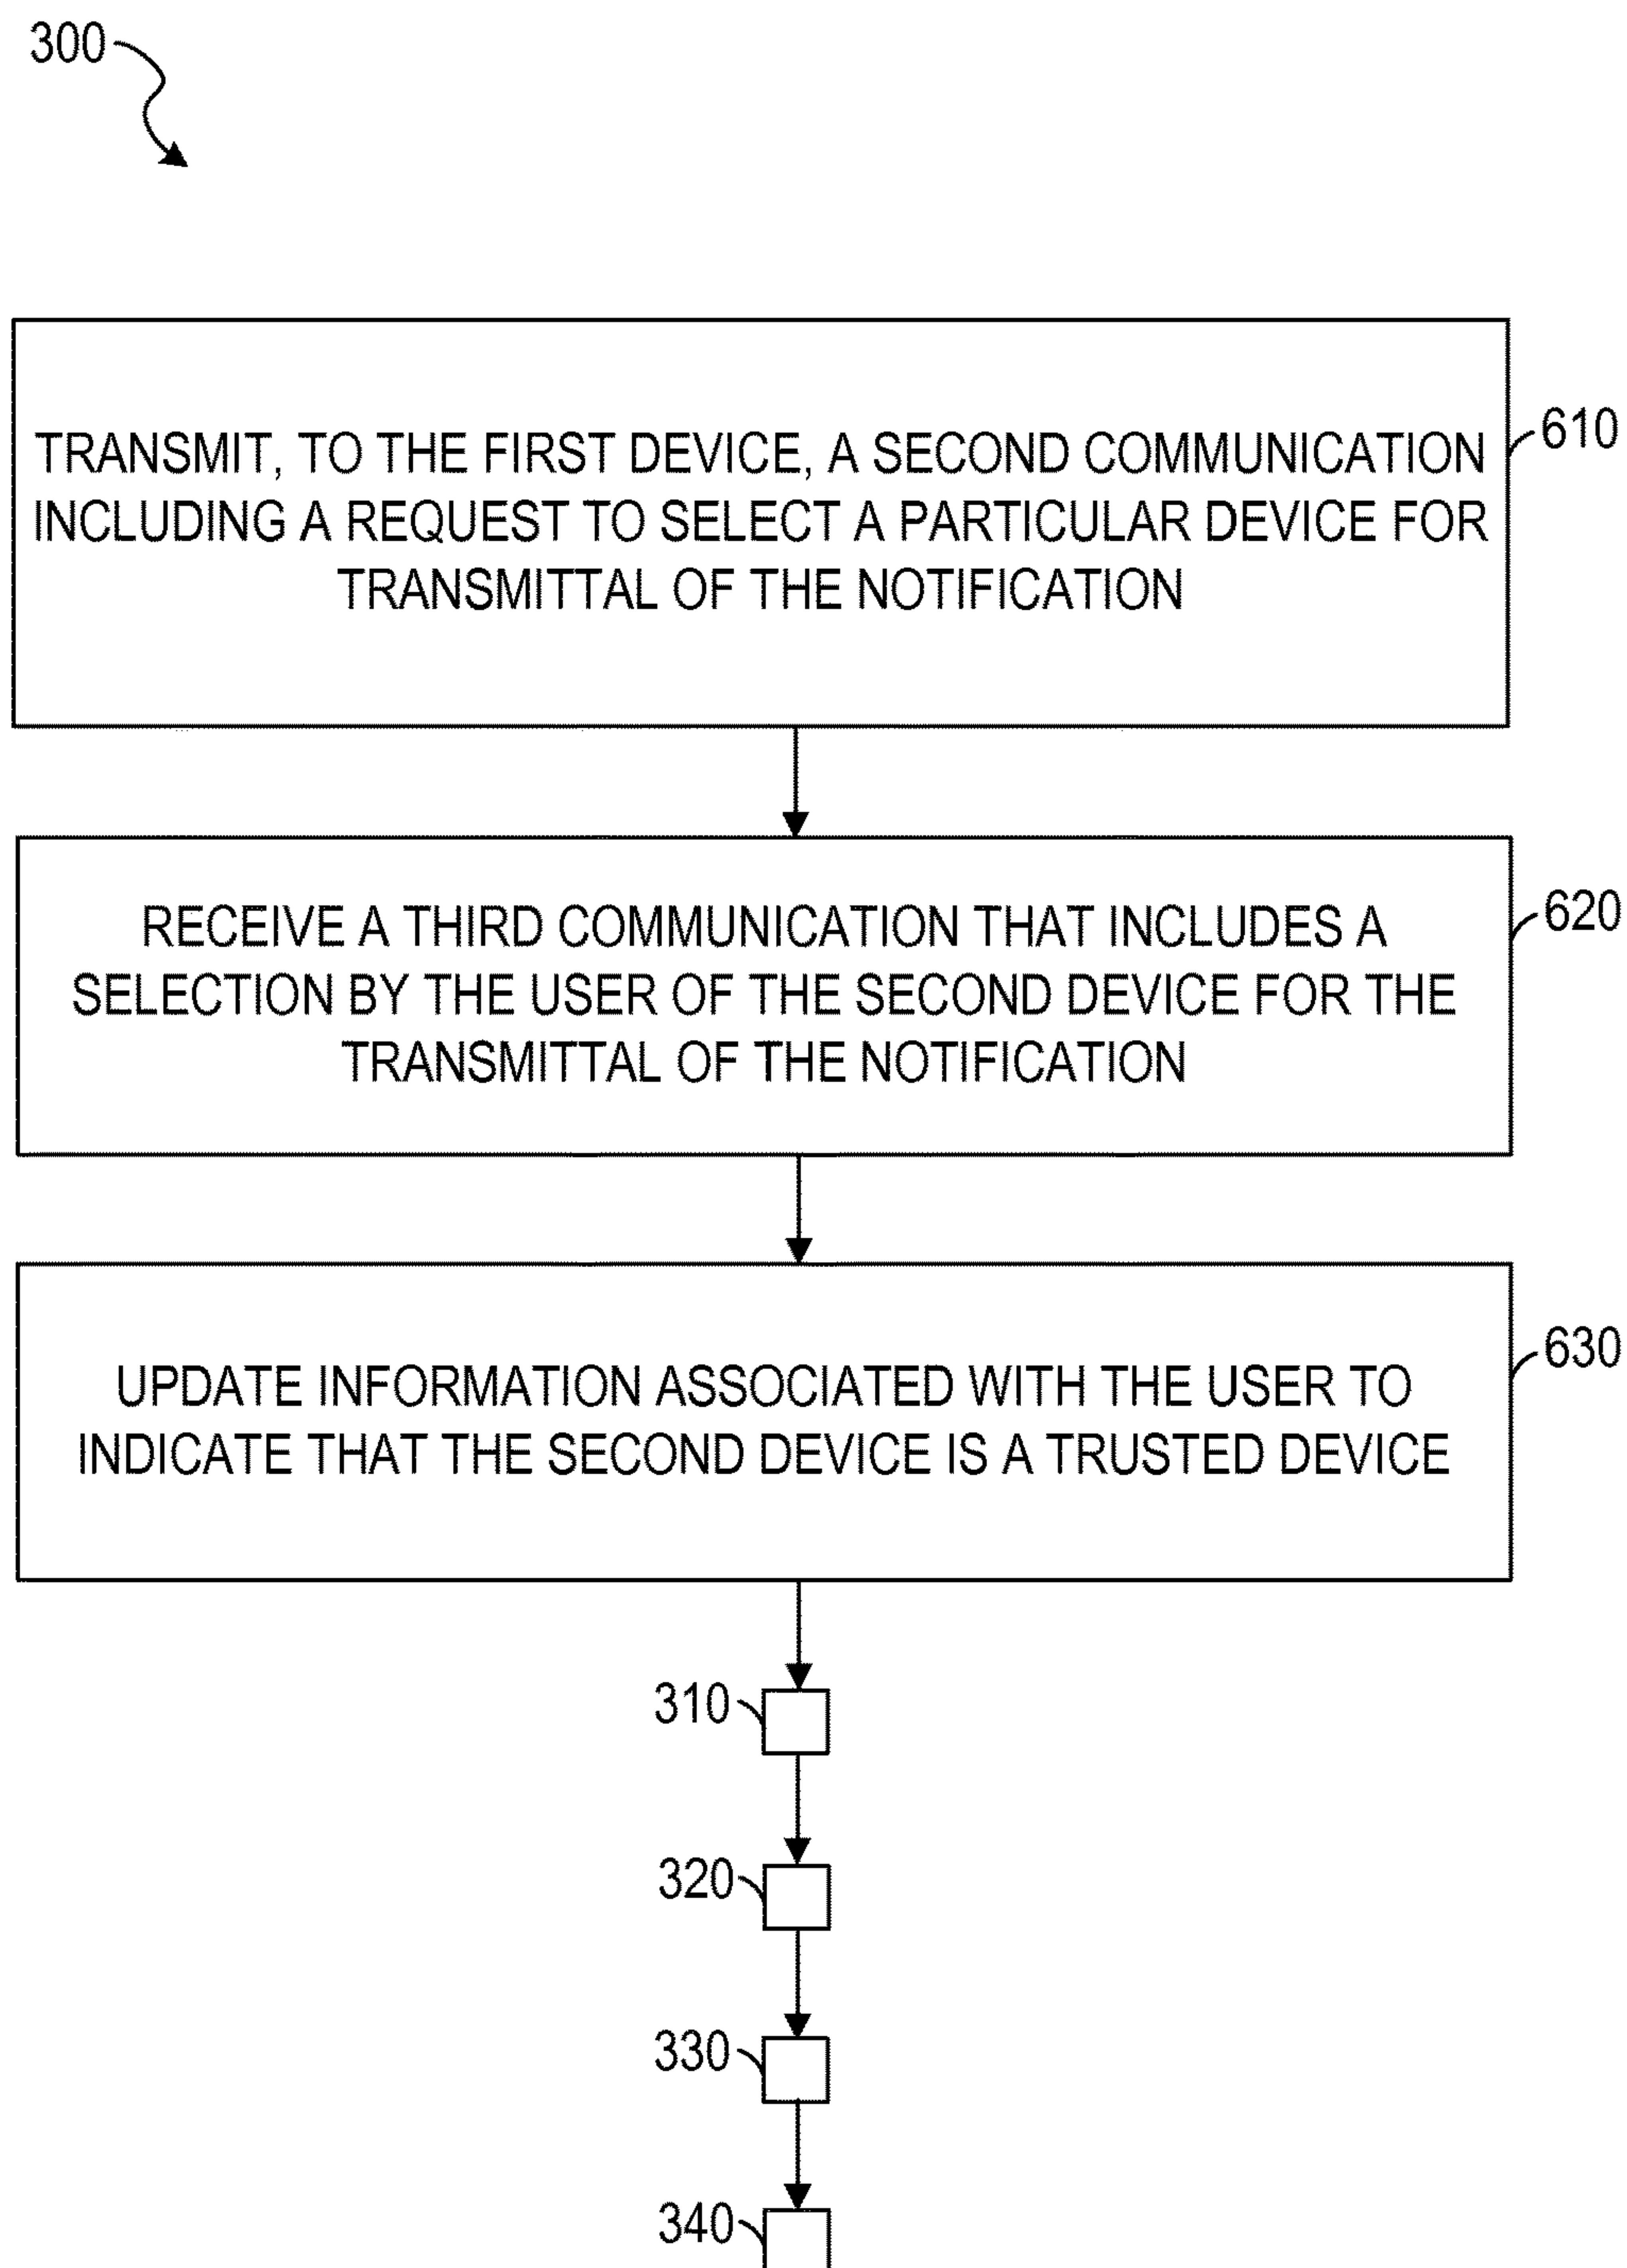 300
TRANSMIT, TO THE FIRST DEVICE, A SECOND COMMUNICATION
INCLUDING A REQUEST TO SELECT A PARTICULAR DEVICE FOR
TRANSMITTAL OF THE NOTIFICATION
610
RECEIVE A THIRD COMMUNICATION THAT INCLUDES A
SELECTION BY THE USER OF THE SECOND DEVICE FOR THE
TRANSMITTAL OF THE NOTIFICATION
620
UPDATE INFORMATION ASSOCIATED WITH THE USER TO
INDICATE THAT THE SECOND DEVICE IS A TRUSTED DEVICE
630
310
320
330
340